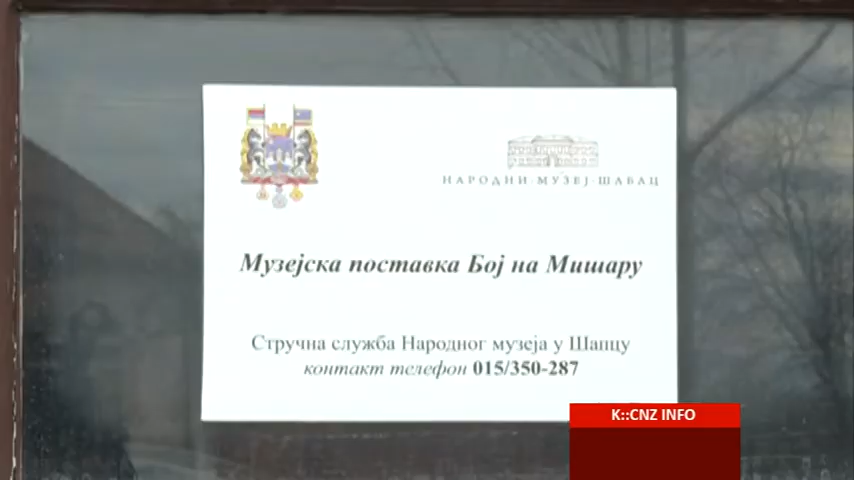 НАРОДНИ·МУЗЕЈ·ШАБАЦ
Музејска поставка Бој на Мишару
Стручна служба Народног музеја у Шапцу
контакт телефон 015/350-287
K::CNZ INFO